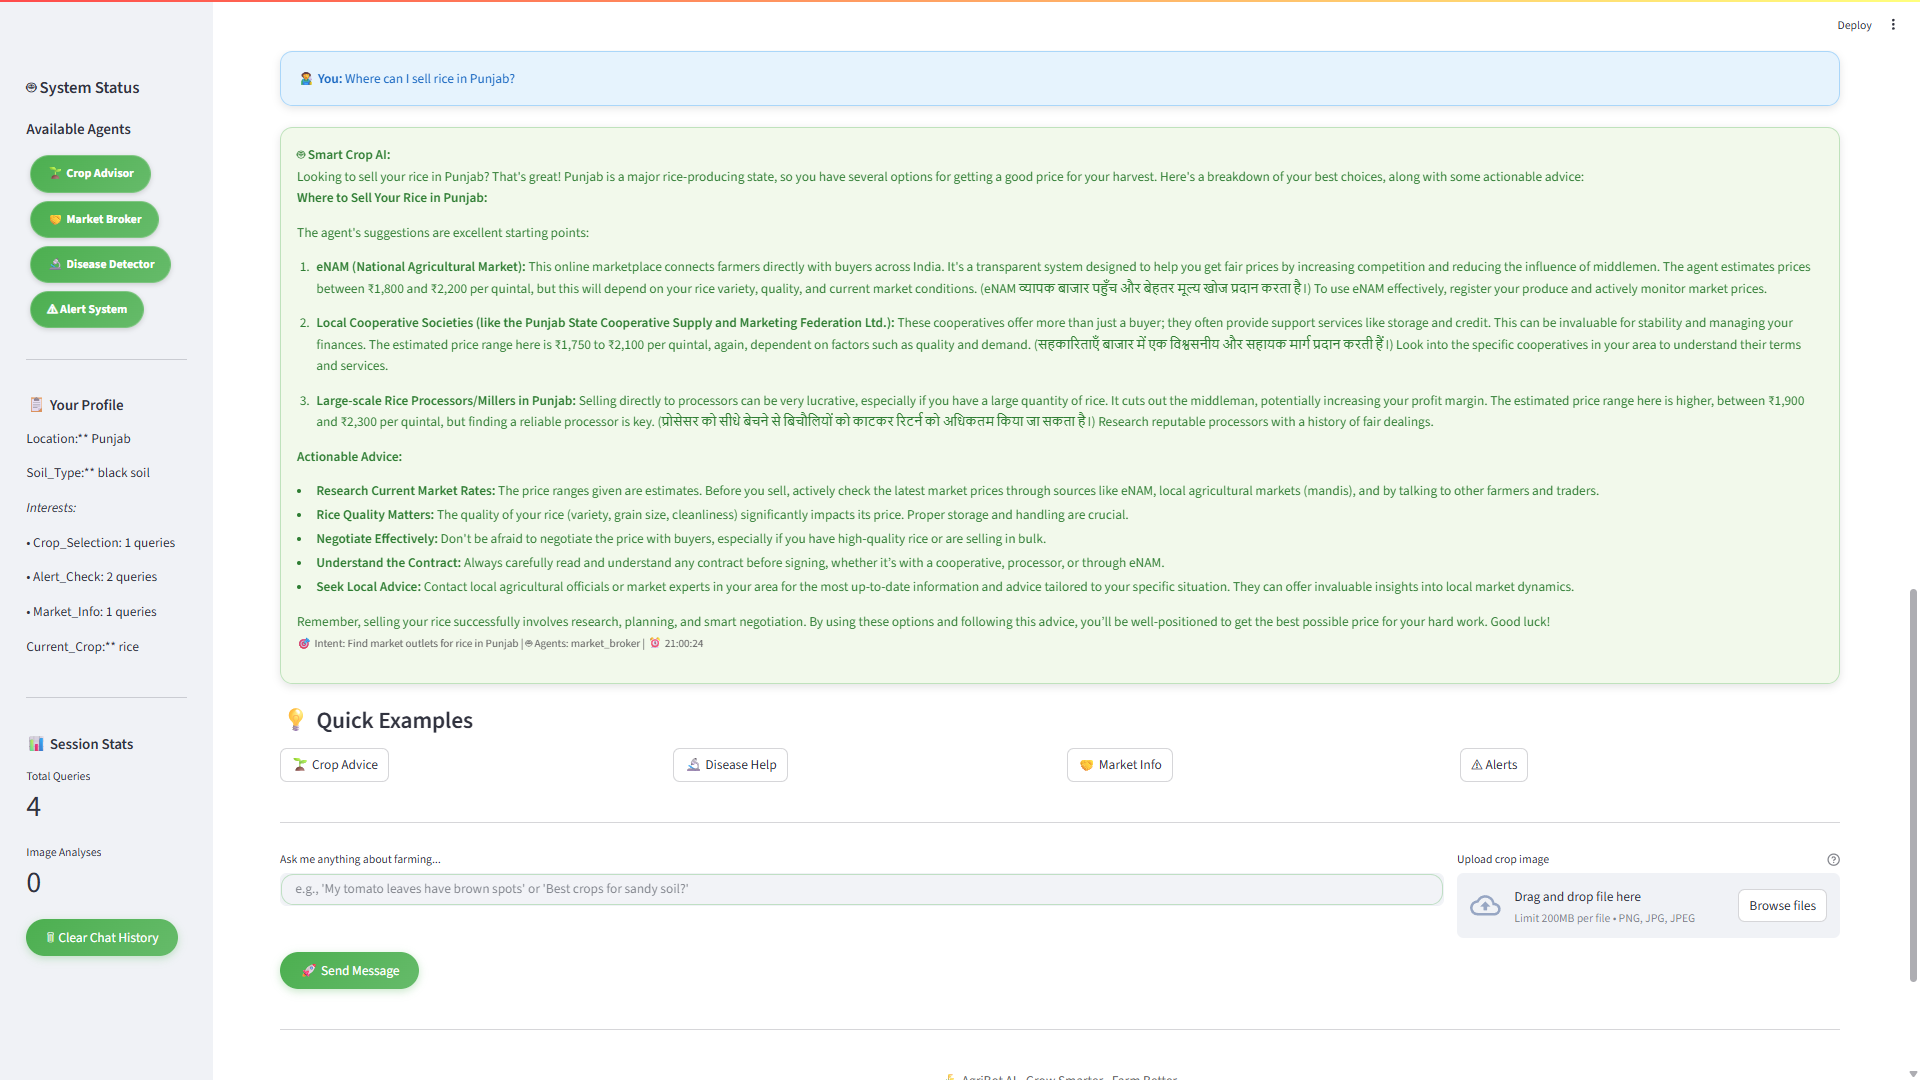 Deploy
System Status
Available Agents
Crop Advisor
Market Broker
Disease Detector
Alert System
Your Profile
Location:** Punjab
Soil_Type:** black soil
Interests:
• Crop_Selection: 1 queries
• Alert_Check: 2 queries
• Market_Info: 1 queries
Current_Crop:** rice
Session Stats
Total Queries
4
Image Analyses
0
Clear Chat History
You: Where can I sell rice in Punjab?
Smart Crop AI:
Looking to sell your rice in Punjab? That's great! Punjab is a major rice-producing state, so you have several options for getting a good price for your harvest. Here's a breakdown of your best choices, along with some actionable advice:
Where to Sell Your Rice in Punjab:
The agent's suggestions are excellent starting points:
1. eNAM (National Agricultural Market): This online marketplace connects farmers directly with buyers across India. It's a transparent system designed to help you get fair prices by increasing competition and reducing the influence of middlemen. The agent estimates prices
between ₹1,800 and ₹2,200 per quintal, but this will depend on your rice variety, quality, and current market conditions. (eNAM व्यापक बाजार पहुँच और बेहतर मूल्य खोज प्रदान करता है।) To use eNAM effectively, register your produce and actively monitor market prices.
2. Local Cooperative Societies (like the Punjab State Cooperative Supply and Marketing Federation Ltd.): These cooperatives offer more than just a buyer; they often provide support services like storage and credit. This can be invaluable for stability and managing your
finances. The estimated price range here is ₹1,750 to ₹2,100 per quintal, again, dependent on factors such as quality and demand. (सहकारिताएँ बाजार में एक विश्वसनीय और सहायक मार्ग प्रदान करती हैं।) Look into the specific cooperatives in your area to understand their terms
and services.
3. Large-scale Rice Processors/Millers in Punjab: Selling directly to processors can be very lucrative, especially if you have a large quantity of rice. It cuts out the middleman, potentially increasing your profit margin. The estimated price range here is higher, between ₹1,900
and ₹2,300 per quintal, but finding a reliable processor is key. (प्रोसेसर को सीधे बेचने से बिचौलियों को काटकर रिटर्न को अधिकतम किया जा सकता है।) Research reputable processors with a history of fair dealings.
Actionable Advice:
• Research Current Market Rates: The price ranges given are estimates. Before you sell, actively check the latest market prices through sources like eNAM, local agricultural markets (mandis), and by talking to other farmers and traders.
• Rice Quality Matters: The quality of your rice (variety, grain size, cleanliness) significantly impacts its price. Proper storage and handling are crucial.
• Negotiate Effectively: Don't be afraid to negotiate the price with buyers, especially if you have high-quality rice or are selling in bulk.
• Understand the Contract: Always carefully read and understand any contract before signing, whether it's with a cooperative, processor, or through eNAM.
• Seek Local Advice: Contact local agricultural officials or market experts in your area for the most up-to-date information and advice tailored to your specific situation. They can offer invaluable insights into local market dynamics.
Remember, selling your rice successfully involves research, planning, and smart negotiation. By using these options and following this advice, you'll be well-positioned to get the best possible price for your hard work. Good luck!
Intent: Find market outlets for rice in Punjab | Agents: market_broker | 21:00:24
Quick Examples
Crop Advice
Disease Help
Market Info
Alerts
Ask me anything about farming...
e.g., 'My tomato leaves have brown spots' or 'Best crops for sandy soil?'
Upload crop image
Drag and drop file here
Limit 200MB per file • PNG, JPG, JPEG
Browse files
Send Message